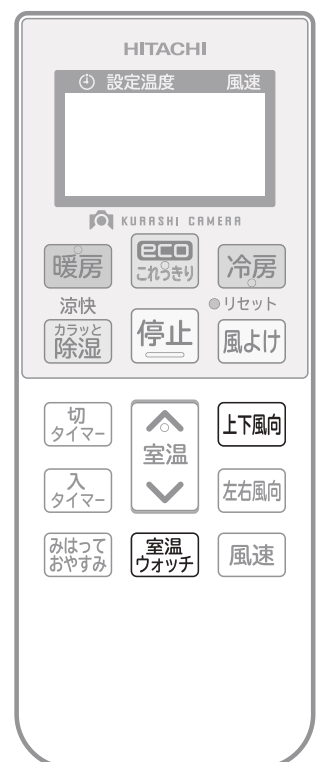 HITACHI
設定温度 風速
KURASHI CAMERA
暖房
eco
これっきり
冷房
涼快
カラッと
除湿
停止
リセット
風よけ
切
タイマー
室温
上下風向
入
タイマー
左右風向
みはって
おやすみ
室温
ウォッチ
風速